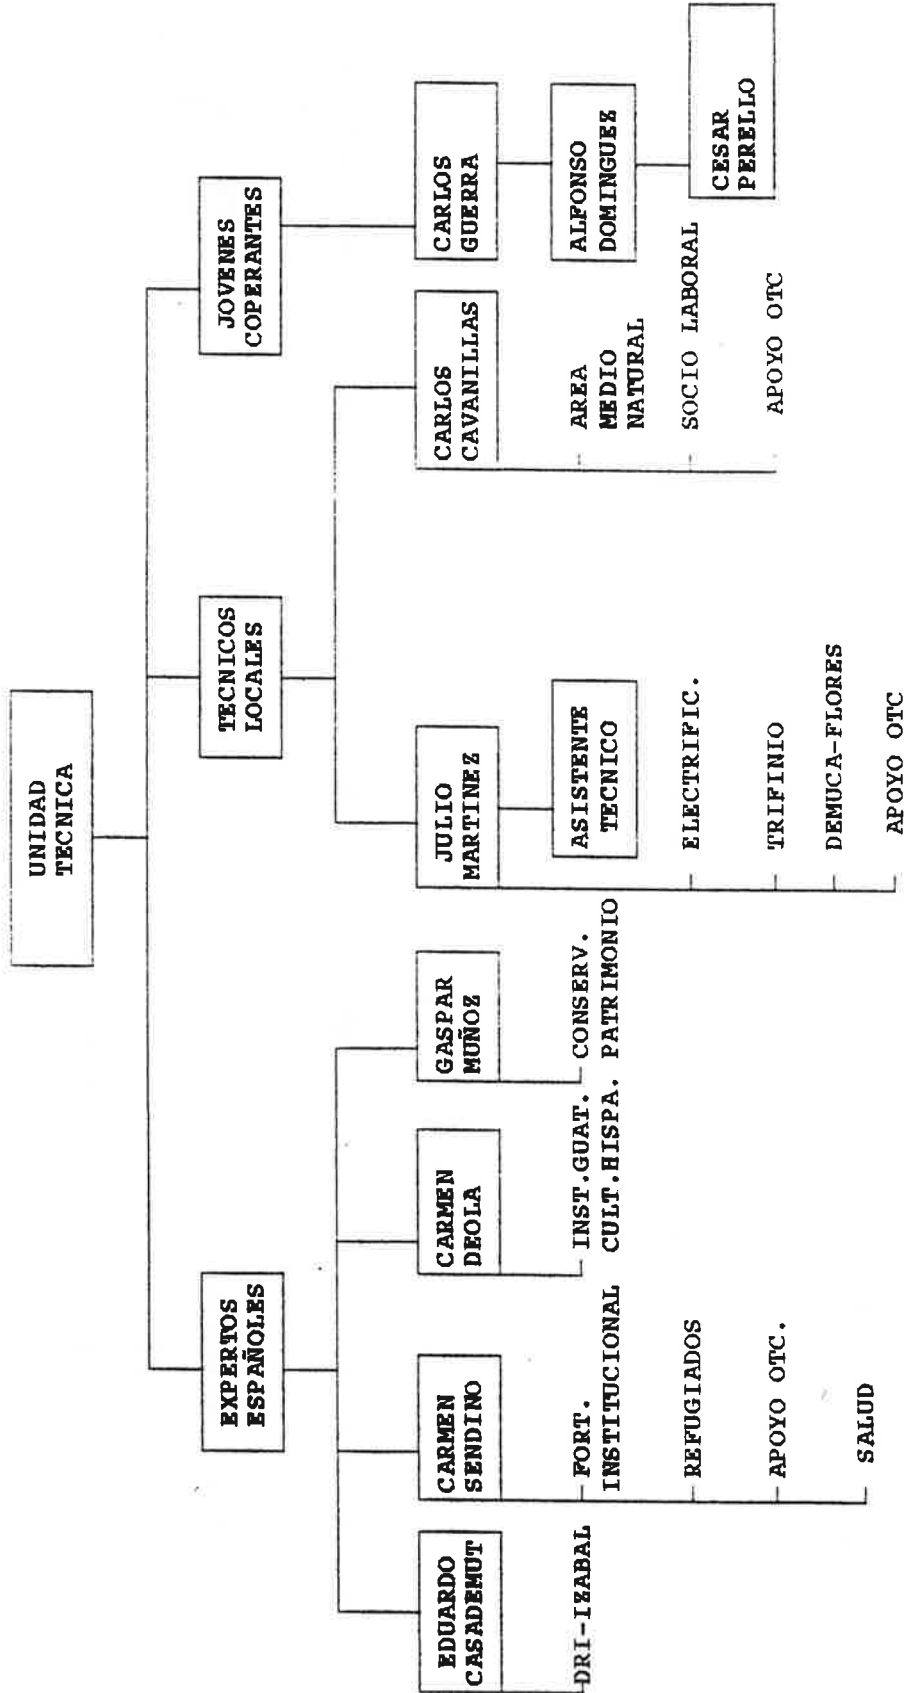 UNIDAD
TECNICA
EXPERTOS
ESPAÑOLES
TECNICOS
LOCALES
JOVENES
COPERANTES
EDUARDO
CASADEMUT
DRI-IZABAL
CARMEN
SENDINO
FORT.
INSTITUCIONAL
REFUGIADOS
APOYO OTC.
SALUD
CARMEN
DEOLA
INST.GUAT.
CULT.HISPA.
GASPAR
MUÑOZ
CONSERV.
PATRIMONIO
JULIO
MARTINEZ
ASISTENTE
TECNICO
ELECTRIFIC.
TRIFINIO
DEMUCA-FLORES
APOYO OTC
CARLOS
CAVANILLAS
AREA
MEDIO
NATURAL
SOCIO LABORAL
APOYO OTC
CARLOS
GUERRA
ALFONSO
DOMINGUEZ
CESAR
PERELLO